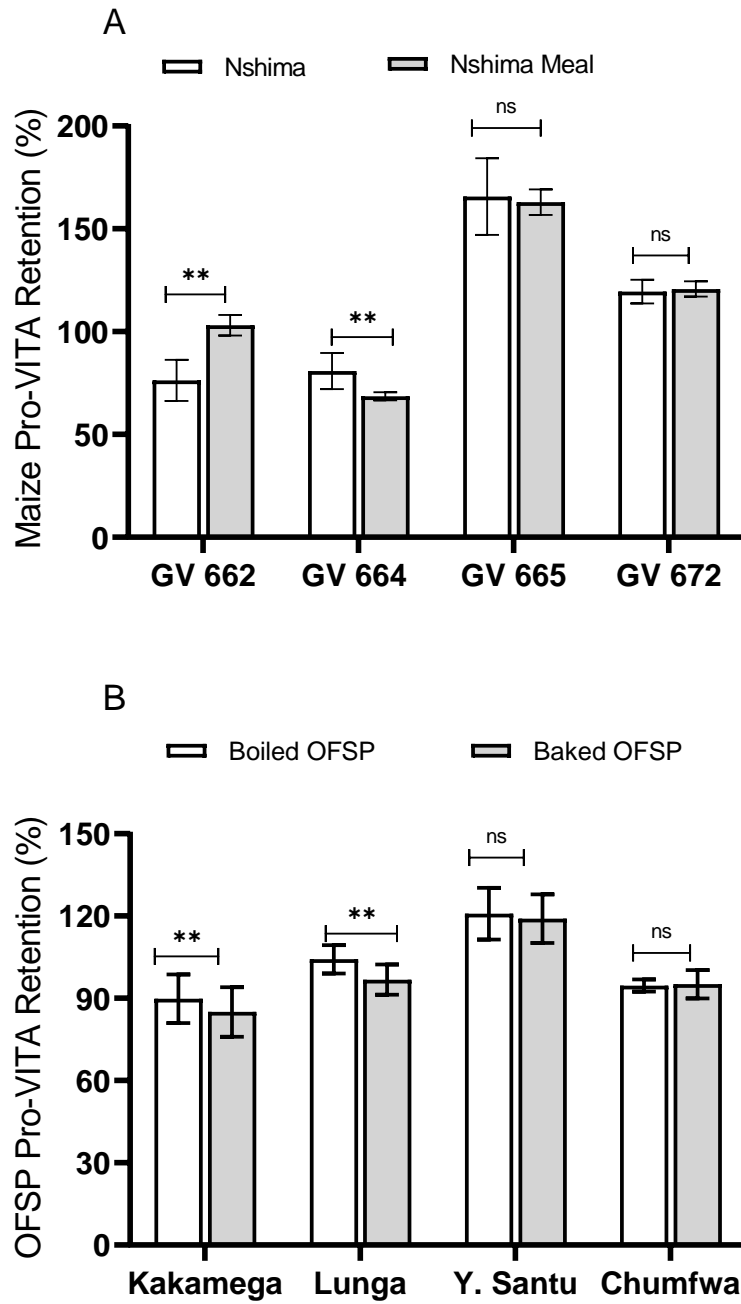 A
Nshima Nshima Meal
Maize Pro-VITA Retention (%)
200
150
100
50
0
** ** ns ns
GV 662 GV 664 GV 665 GV 672
B
Boiled OFSP Baked OFSP
OFSP Pro-VITA Retention (%)
150
120
90
60
30
0
** ** ns ns
Kakamega Lunga Y. Santu Chumfwa